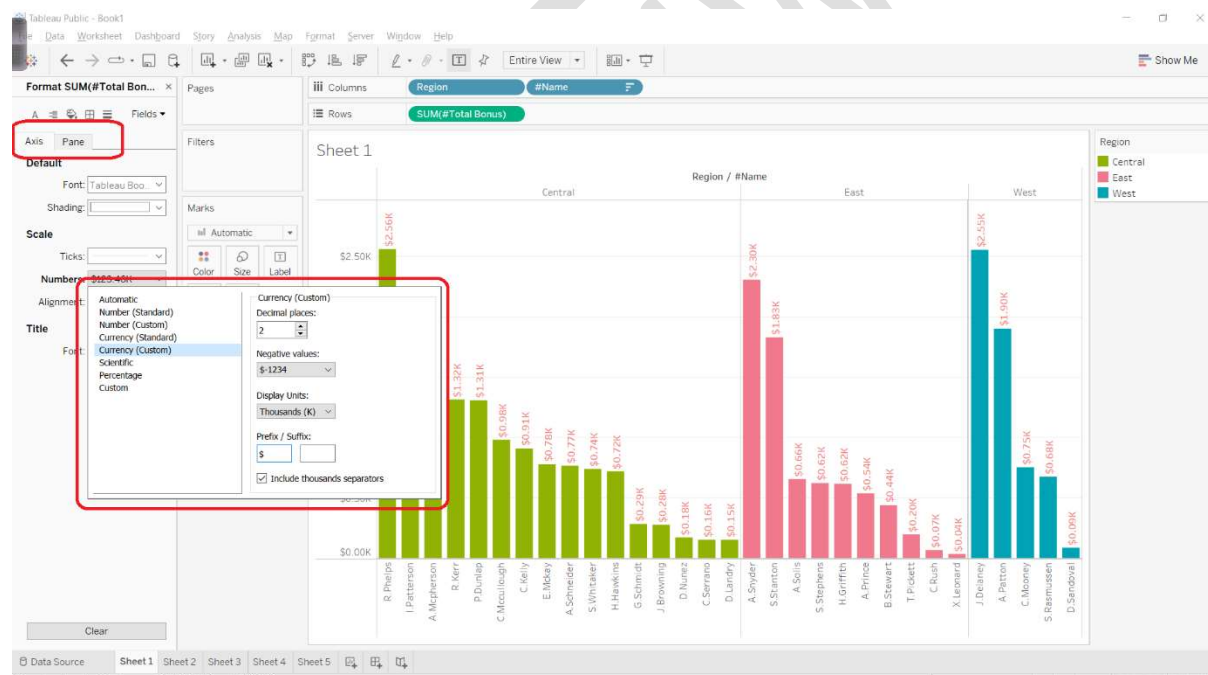 Tableau Public - Book1
Data Worksheet Dashboard Story Analysis Map Format Server Window Help
Entire View
Show Me
Format SUM(#Total Bon... ×
Fields
Axis Pane
Default
Font: Tableau Boo...
Shading:
Scale
Ticks:
Numbers: $123.46K
Alignment:
Title
Font:
Clear
Automatic
Number (Standard)
Number (Custom)
Currency (Standard)
Currency (Custom)
Scientific
Percentage
Custom
Currency (Custom)
Decimal places:
2
Negative values:
$-1234
Display Units:
Thousands (K)
Prefix / Suffix:
$
Include thousands separators
Pages
Filters
Marks
Automatic
Color Size Label
Columns Region #Name
Rows SUM(#Total Bonus)
Sheet 1
Region / #Name
Central East West
$2.50K
$0.50K
$0.00K
$2.56K
$1.32K
$1.31K
$0.98K
$0.91K
$0.78K
$0.77K
$0.74K
$0.72K
$0.29K
$0.28K
$0.18K
$0.16K
$0.15K
$2.30K
$1.83K
$0.66K
$0.62K
$0.62K
$0.54K
$0.44K
$0.20K
$0.07K
$0.04K
$2.55K
$1.90K
$0.75K
$0.68K
$0.09K
R.Phelps
I.Patterson
A.Mcpherson
R.Kerr
P.Dunlap
C.Mccullough
C.Kelly
E.Mckay
A.Schneider
S.Whitaker
H.Hawkins
G.Schmidt
J.Browning
D.Nunez
C.Serrano
D.Landry
A.Snyder
S.Stanton
A.Solis
S.Stephens
H.Griffith
A.Prince
B.Stewart
T.Pickett
C.Rush
X.Leonard
J.Delaney
A.Patton
C.Mooney
S.Rasmussen
D.Sandoval
Region
Central
East
West
Data Source Sheet 1 Sheet 2 Sheet 3 Sheet 4 Sheet 5